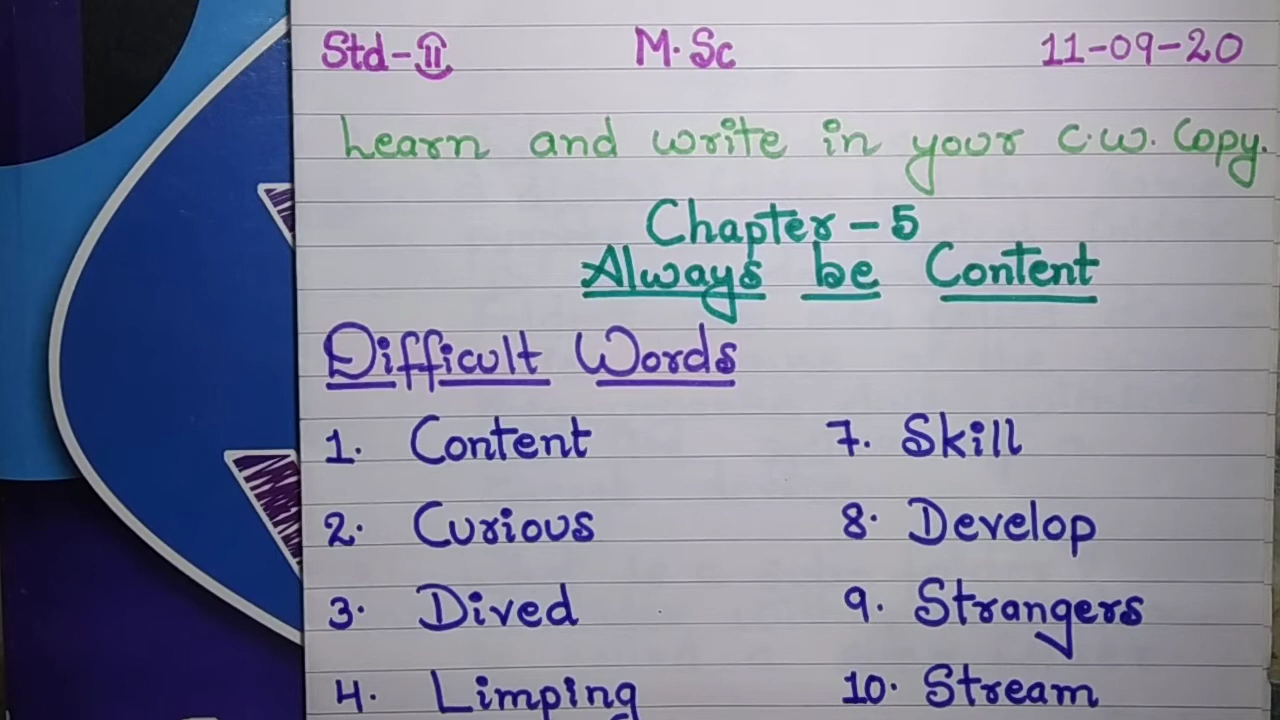 Std-II M.Sc 11-09-20
Learn and write in your C.W. Copy.
Chapter-5
Always be Content
Difficult Words
1. Content 7. Skill
2. Curious 8. Develop
3. Dived 9. Strangers
4. Limping 10. Stream